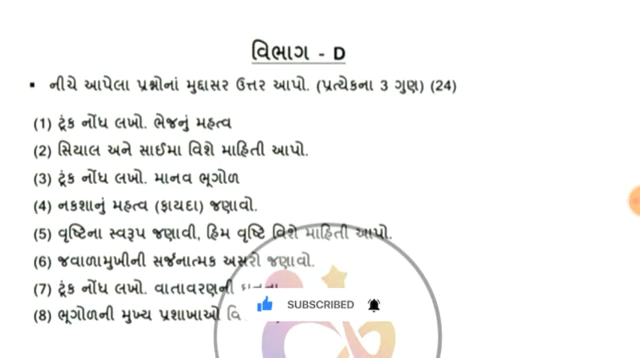 વિભાગ - D
▪ નીચે આપેલા પ્રશ્નોનાં મુદ્દાસર ઉત્તર આપો. (પ્રત્યેકના 3 ગુણ) (24)
(1) ટૂંક નોંધ લખો. ભેજનું મહત્વ
(2) સિયાલ અને સાઈમા વિશે માહિતી આપો.
(3) ટૂંક નોંધ લખો. માનવ ભૂગોળ
(4) નકશાનું મહત્વ (ફાયદા) જણાવો.
(5) વૃષ્ટિના સ્વરૂપ જણાવી, હિમ વૃષ્ટિ વિશે માહિતી આપો.
(6) જવાળામુખીની સર્જનાત્મક અસરો જણાવો.
(7) ટૂંક નોંધ લખો. વાતાવરણની
SUBSCRIBED
(8) ભૂગોળની મુખ્ય પ્રશાખાઓ